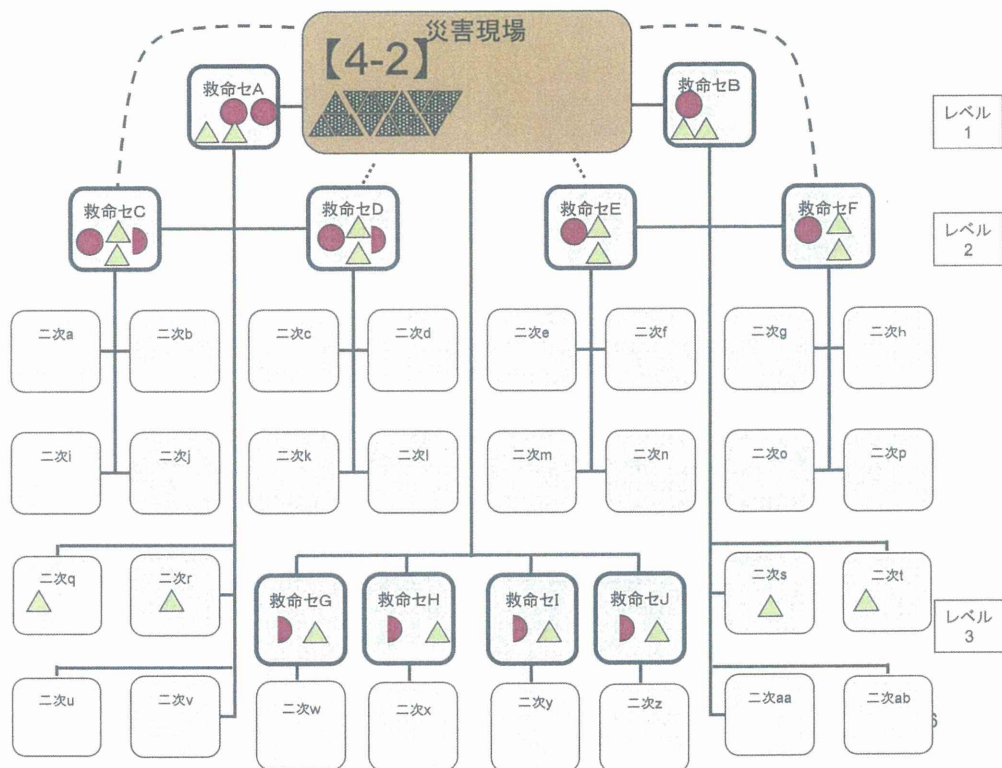 災害現場
【4-2】
救命セA
救命セB
レベル
1
救命セC
救命セD
救命セE
救命セF
レベル
2
二次a
二次b
二次c
二次d
二次e
二次f
二次g
二次h
二次i
二次j
二次k
二次l
二次m
二次n
二次o
二次p
二次q
二次r
救命セG
救命セH
救命セI
救命セJ
二次s
二次t
レベル
3
二次u
二次v
二次w
二次x
二次y
二次z
二次aa
二次ab
6